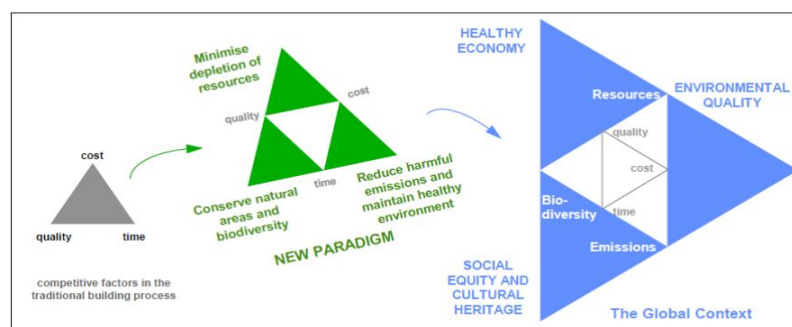 cost
quality
time
competitive factors in the
traditional building process
Minimise
depletion of
resources
cost
quality
time
Conserve natural
areas and
biodiversity
Reduce harmful
emissions and
maintain healthy
environment
NEW PARADIGM
HEALTHY
ECONOMY
ENVIRONMENTAL
QUALITY
Resources
quality
cost
time
Bio-
diversity
Emissions
SOCIAL
EQUITY AND
CULTURAL
HERITAGE
The Global Context